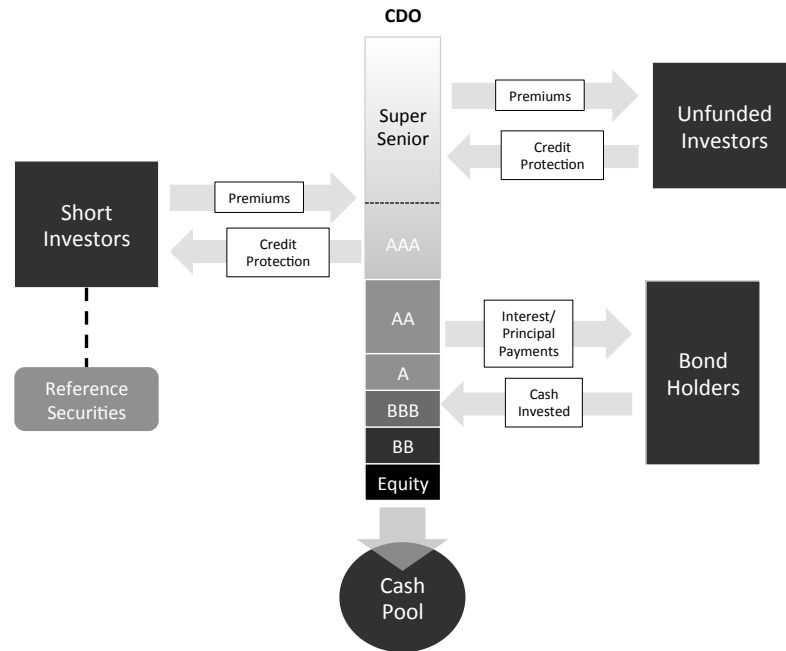 CDO
Super
Senior
AAA
AA
A
BBB
BB
Equity
Cash
Pool
Short
Investors
Reference
Securities
Premiums
Credit
Protection
Premiums
Credit
Protection
Unfunded
Investors
Interest/
Principal
Payments
Cash
Invested
Bond
Holders